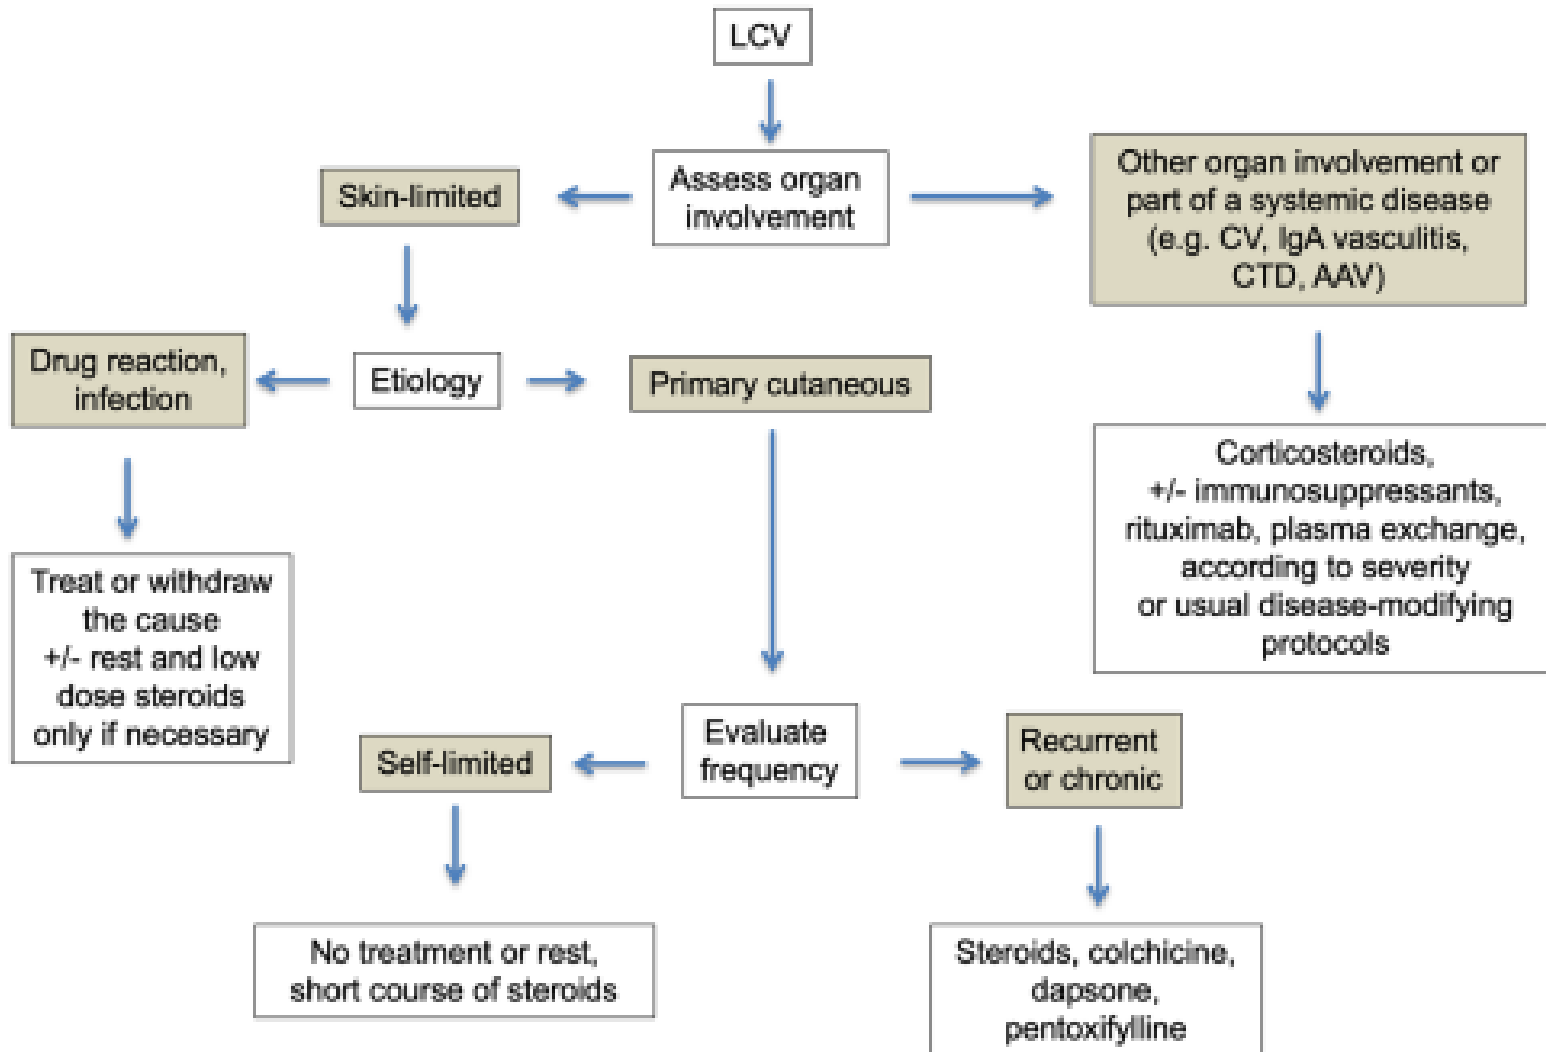 LCV
Assess organ
involvement
Skin-limited
Other organ involvement or
part of a systemic disease
(e.g. CV, IgA vasculitis,
CTD, AAV)
Drug reaction,
infection
Etiology
Primary cutaneous
Corticosteroids,
+/- immunosuppressants,
rituximab, plasma exchange,
according to severity
or usual disease-modifying
protocols
Treat or withdraw
the cause
+/- rest and low
dose steroids
only if necessary
Self-limited
Evaluate
frequency
Recurrent
or chronic
No treatment or rest,
short course of steroids
Steroids, colchicine,
dapsone,
pentoxifylline